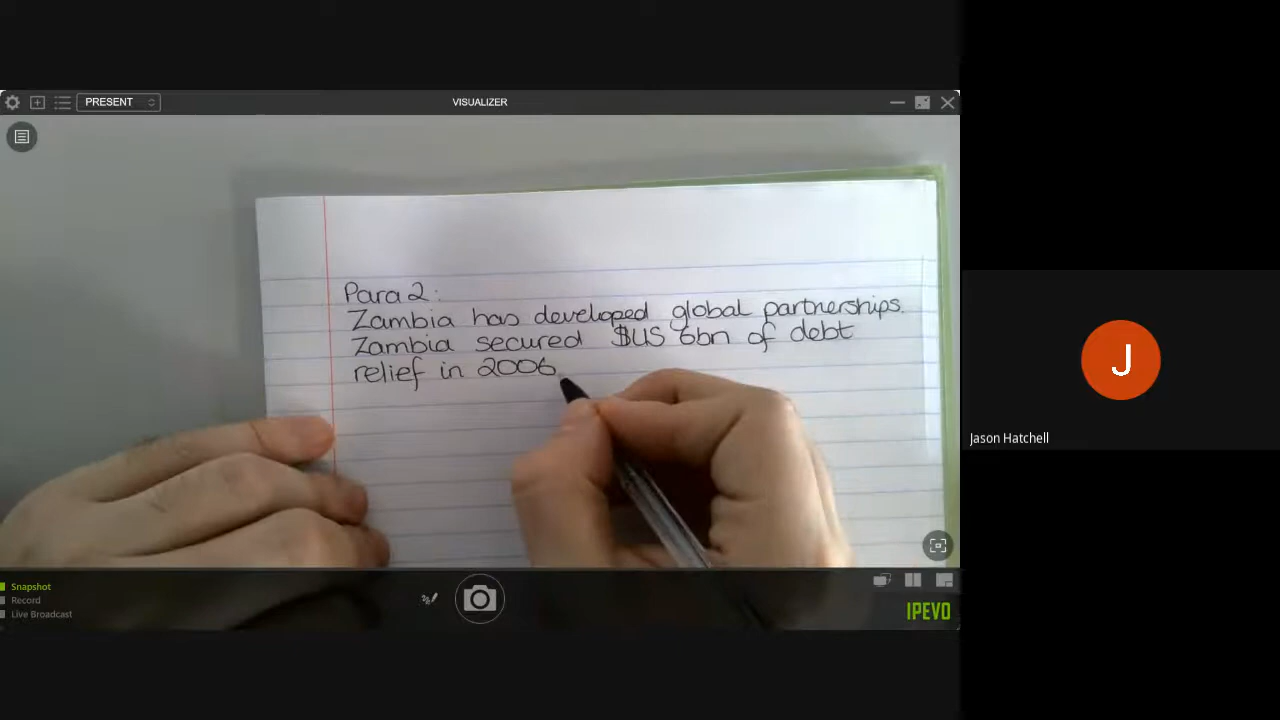 PRESENT
VISUALIZER
Para 2:
Zambia has developed global partnerships.
Zambia secured $US 6bn of debt
relief in 2006
J
Jason Hatchell
Snapshot
Record
Live Broadcast
IPEVO